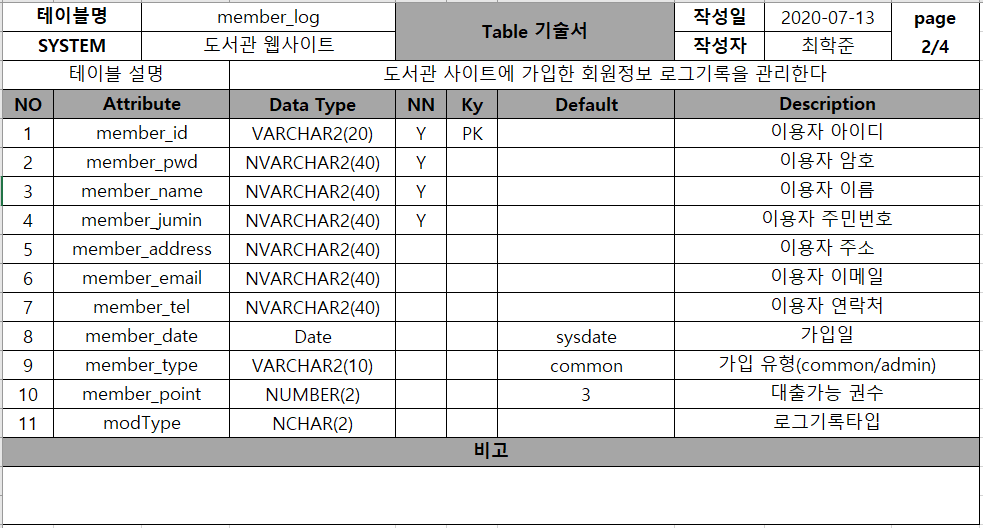 테이블명 member_log Table 기술서 작성일 2020-07-13 page
SYSTEM 도서관 웹사이트 작성자 최학준 2/4
테이블 설명 도서관 사이트에 가입한 회원정보 로그기록을 관리한다
NO Attribute Data Type NN Ky Default Description
1 member_id VARCHAR2(20) Y PK 이용자 아이디
2 member_pwd NVARCHAR2(40) Y 이용자 암호
3 member_name NVARCHAR2(40) Y 이용자 이름
4 member_jumin NVARCHAR2(40) Y 이용자 주민번호
5 member_address NVARCHAR2(40) 이용자 주소
6 member_email NVARCHAR2(40) 이용자 이메일
7 member_tel NVARCHAR2(40) 이용자 연락처
8 member_date Date sysdate 가입일
9 member_type VARCHAR2(10) common 가입 유형(common/admin)
10 member_point NUMBER(2) 3 대출가능 권수
11 modType NCHAR(2) 로그기록타입
비고